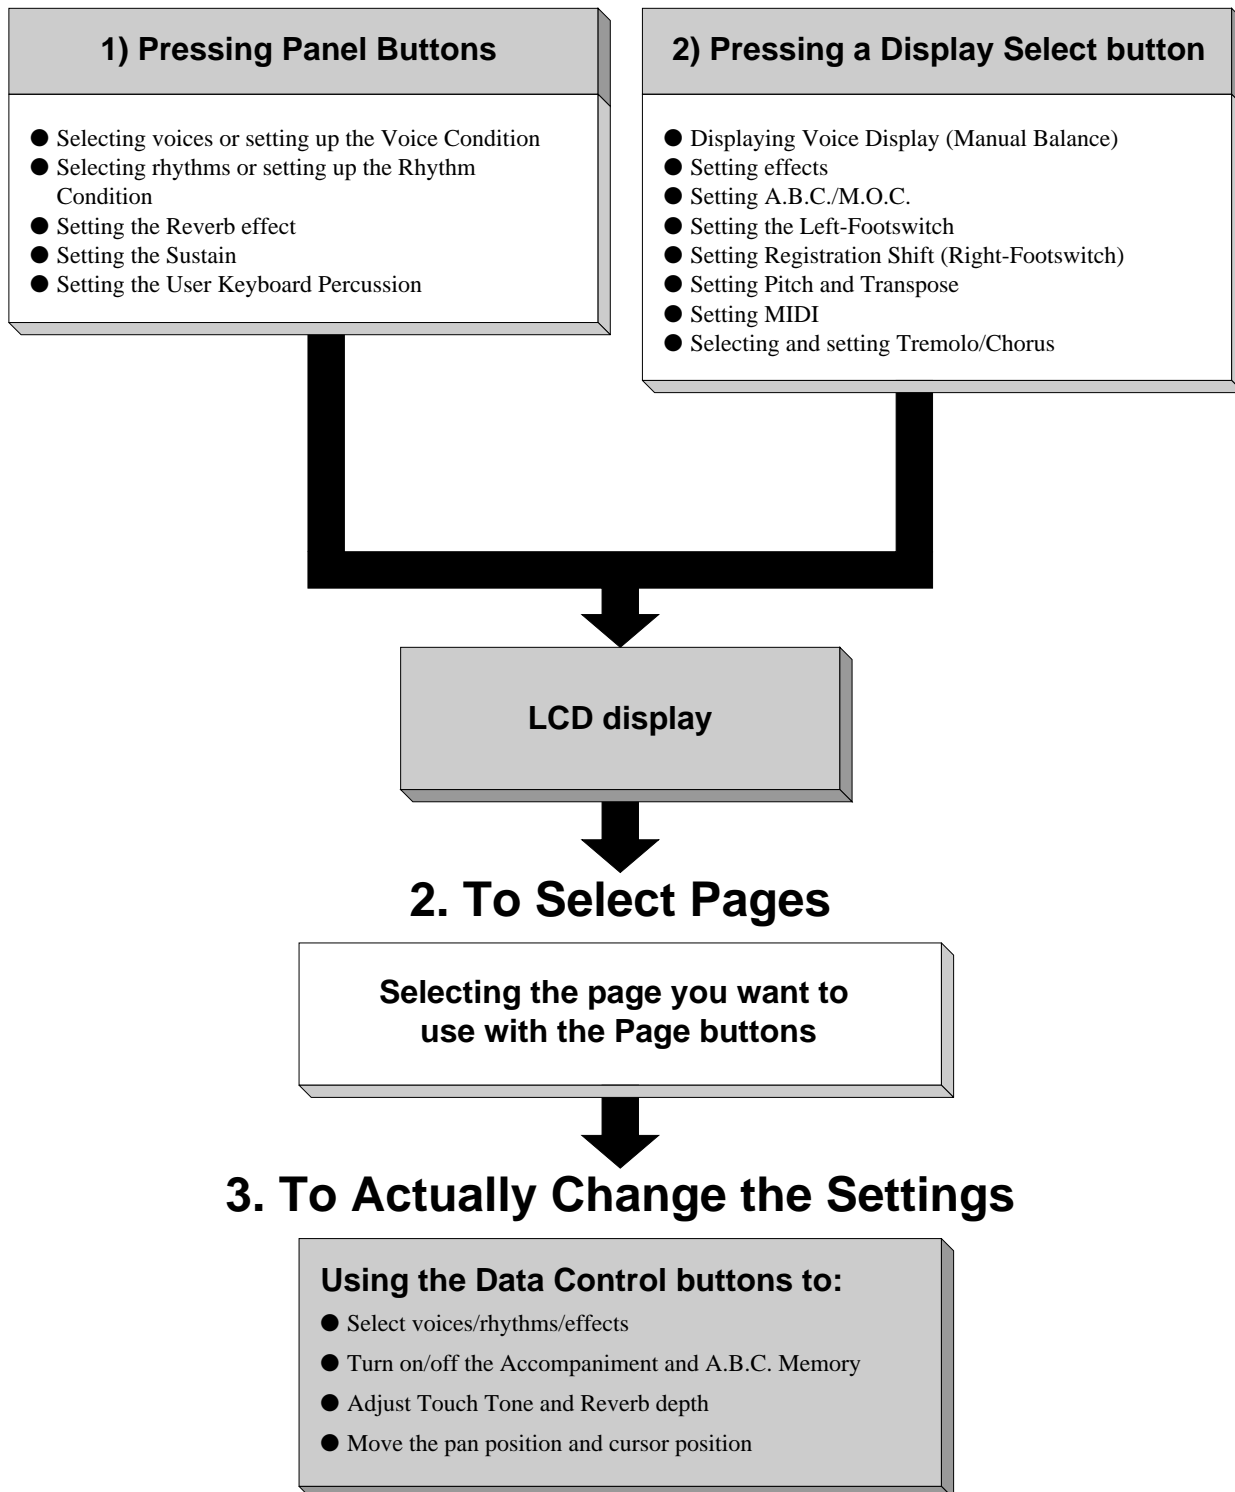 1) Pressing Panel Buttons
● Selecting voices or setting up the Voice Condition
● Selecting rhythms or setting up the Rhythm
Condition
● Setting the Reverb effect
● Setting the Sustain
● Setting the User Keyboard Percussion
2) Pressing a Display Select button
● Displaying Voice Display (Manual Balance)
● Setting effects
● Setting A.B.C./M.O.C.
● Setting the Left-Footswitch
● Setting Registration Shift (Right-Footswitch)
● Setting Pitch and Transpose
● Setting MIDI
● Selecting and setting Tremolo/Chorus
LCD display
2. To Select Pages
Selecting the page you want to
use with the Page buttons
3. To Actually Change the Settings
Using the Data Control buttons to:
● Select voices/rhythms/effects
● Turn on/off the Accompaniment and A.B.C. Memory
● Adjust Touch Tone and Reverb depth
● Move the pan position and cursor position